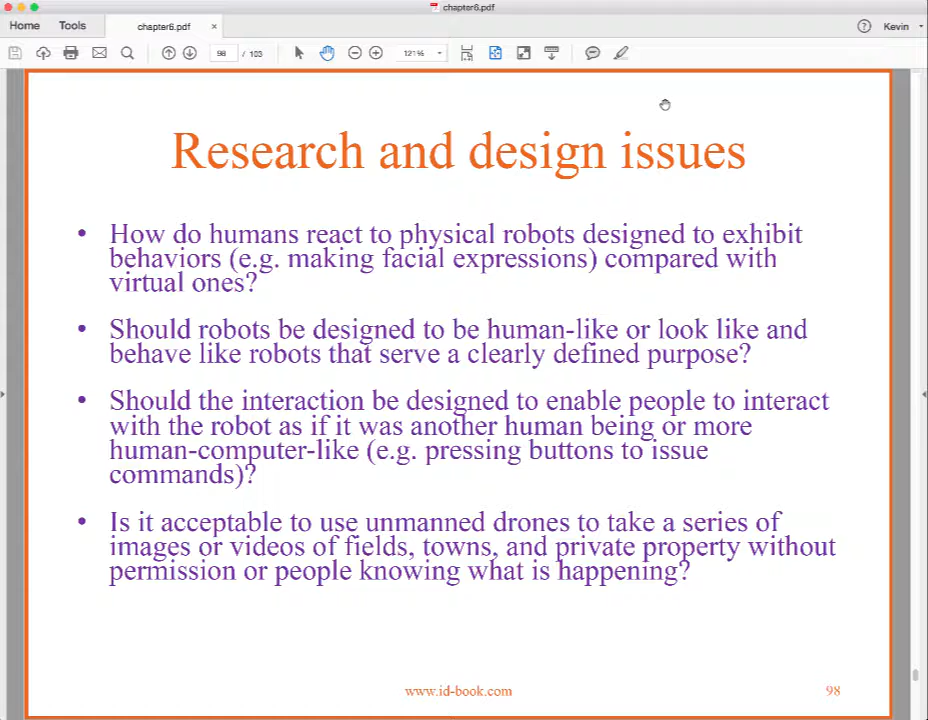 chapter6.pdf
Home Tools chapter6.pdf × ? Kevin
98 / 103 121%
Research and design issues
• How do humans react to physical robots designed to exhibit
behaviors (e.g. making facial expressions) compared with
virtual ones?
• Should robots be designed to be human-like or look like and
behave like robots that serve a clearly defined purpose?
• Should the interaction be designed to enable people to interact
with the robot as if it was another human being or more
human-computer-like (e.g. pressing buttons to issue
commands)?
• Is it acceptable to use unmanned drones to take a series of
images or videos of fields, towns, and private property without
permission or people knowing what is happening?
www.id-book.com 98